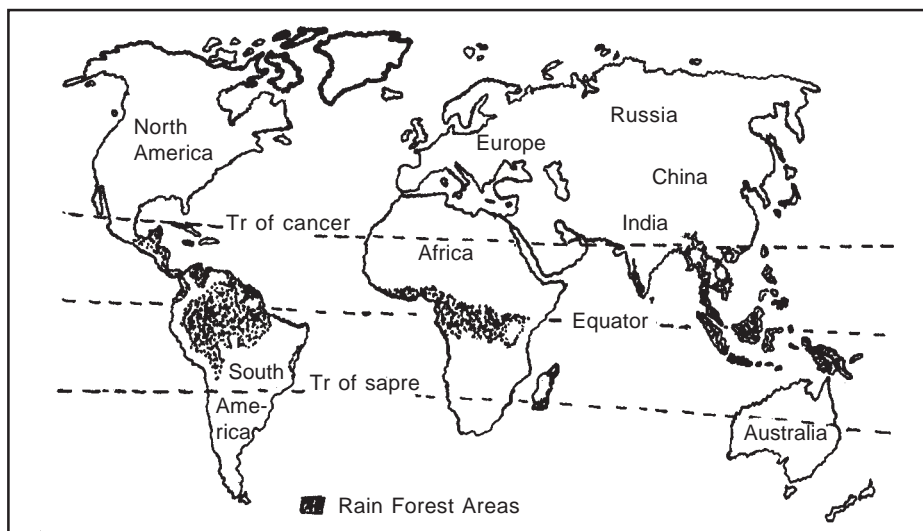 North
America
Europe
Russia
China
India
Tr of cancer
Africa
Equator
South
Ame-
rica
Tr of sapre
Australia
Rain Forest Areas